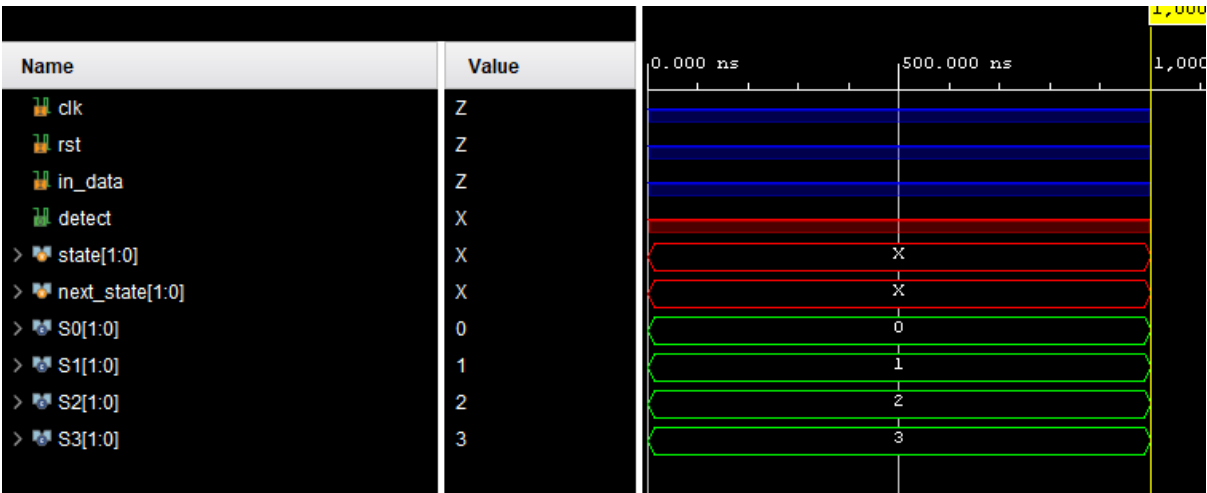 1,000
Name Value 0.000 ns 500.000 ns 1,000
clk Z
rst Z
in_data Z
detect X
state[1:0] X X
next_state[1:0] X X
S0[1:0] 0 0
S1[1:0] 1 1
S2[1:0] 2 2
S3[1:0] 3 3